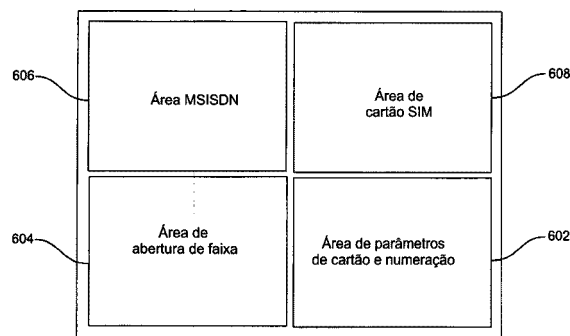 606
Área MSISDN
Área de
cartão SIM
608
604
Área de
abertura de faixa
Área de parâmetros
de cartão e numeração
602